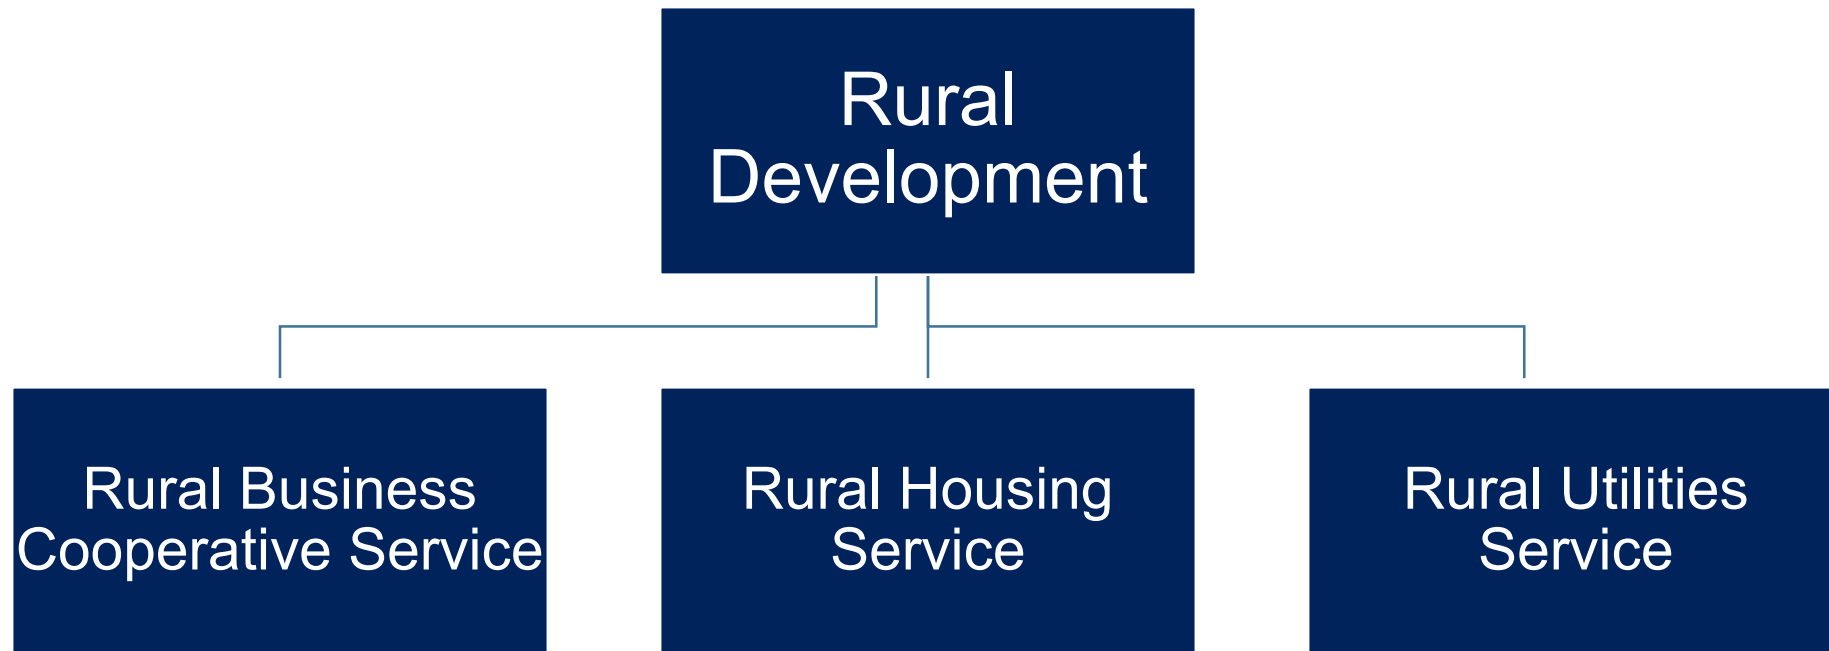 Rural
Development
Rural Business
Cooperative Service
Rural Housing
Service
Rural Utilities
Service